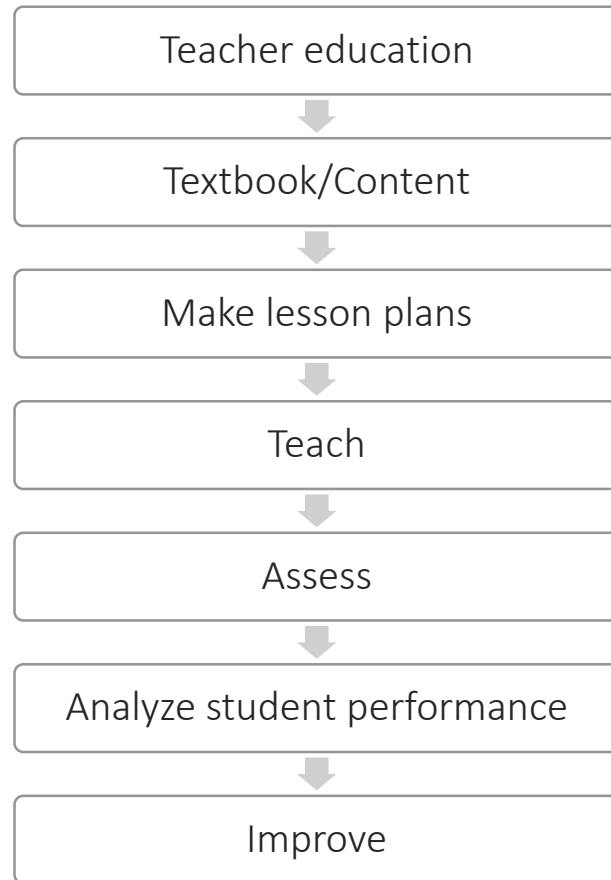 Teacher education
Textbook/Content
Make lesson plans
Teach
Assess
Analyze student performance
Improve